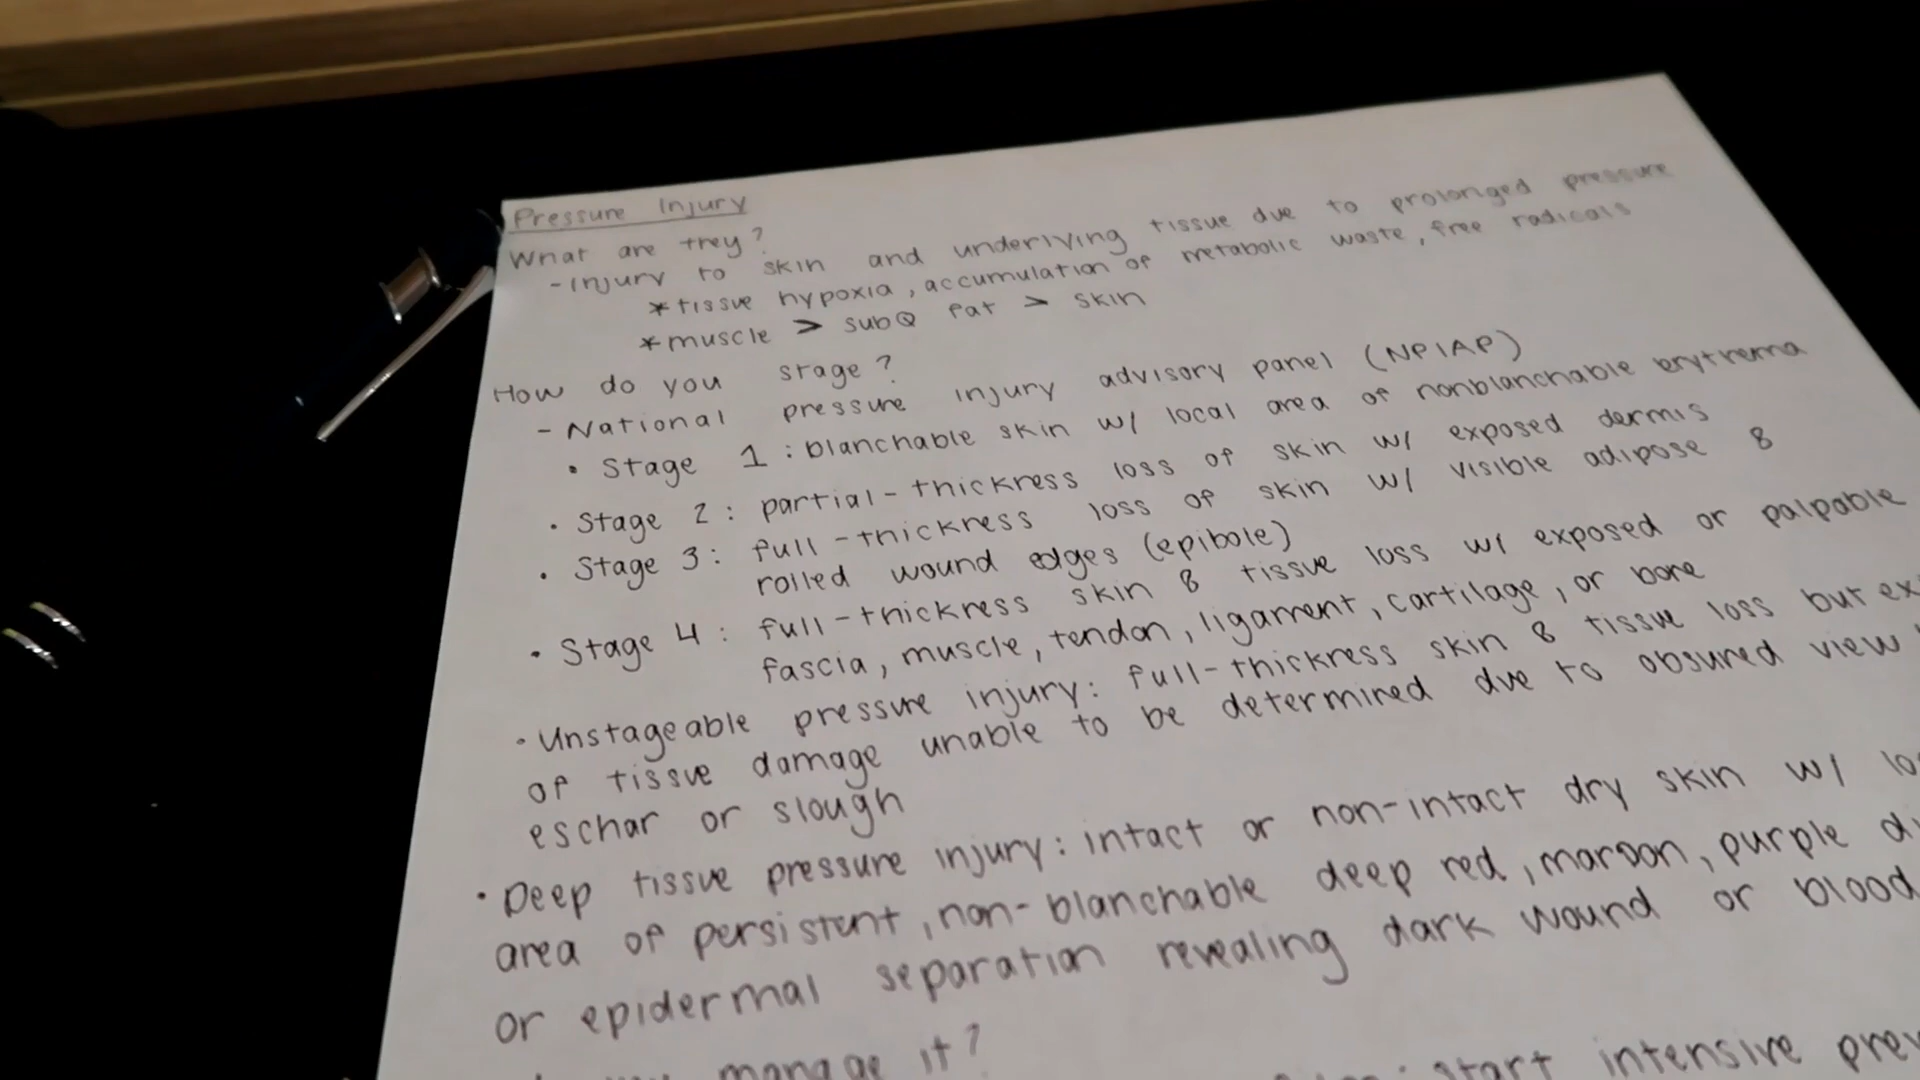 Pressure Injury
What are they?
- Injury to skin and underlying tissue due to prolonged pressure
* tissue hypoxia, accumulation of metabolic waste, free radicals
* muscle > subQ fat > skin
How do you stage?
- National pressure injury advisory panel (NPIAP)
• Stage 1: blanchable skin w/ local area of nonblanchable erythema
• Stage 2: partial-thickness loss of skin w/ exposed dermis
• Stage 3: full-thickness loss of skin w/ visible adipose &
rolled wound edges (epibole)
• Stage 4: full-thickness skin & tissue loss w/ exposed or palpable
fascia, muscle, tendon, ligament, cartilage, or bone
• Unstageable pressure injury: full-thickness skin & tissue loss but
of tissue damage unable to be determined due to obsured view
eschar or slough
• Deep tissue pressure injury: intact or non-intact dry skin w/
area of persistent, non-blanchable deep red, maroon, purple
or epidermal separation revealing dark wound or blood
manage it?
start intensive